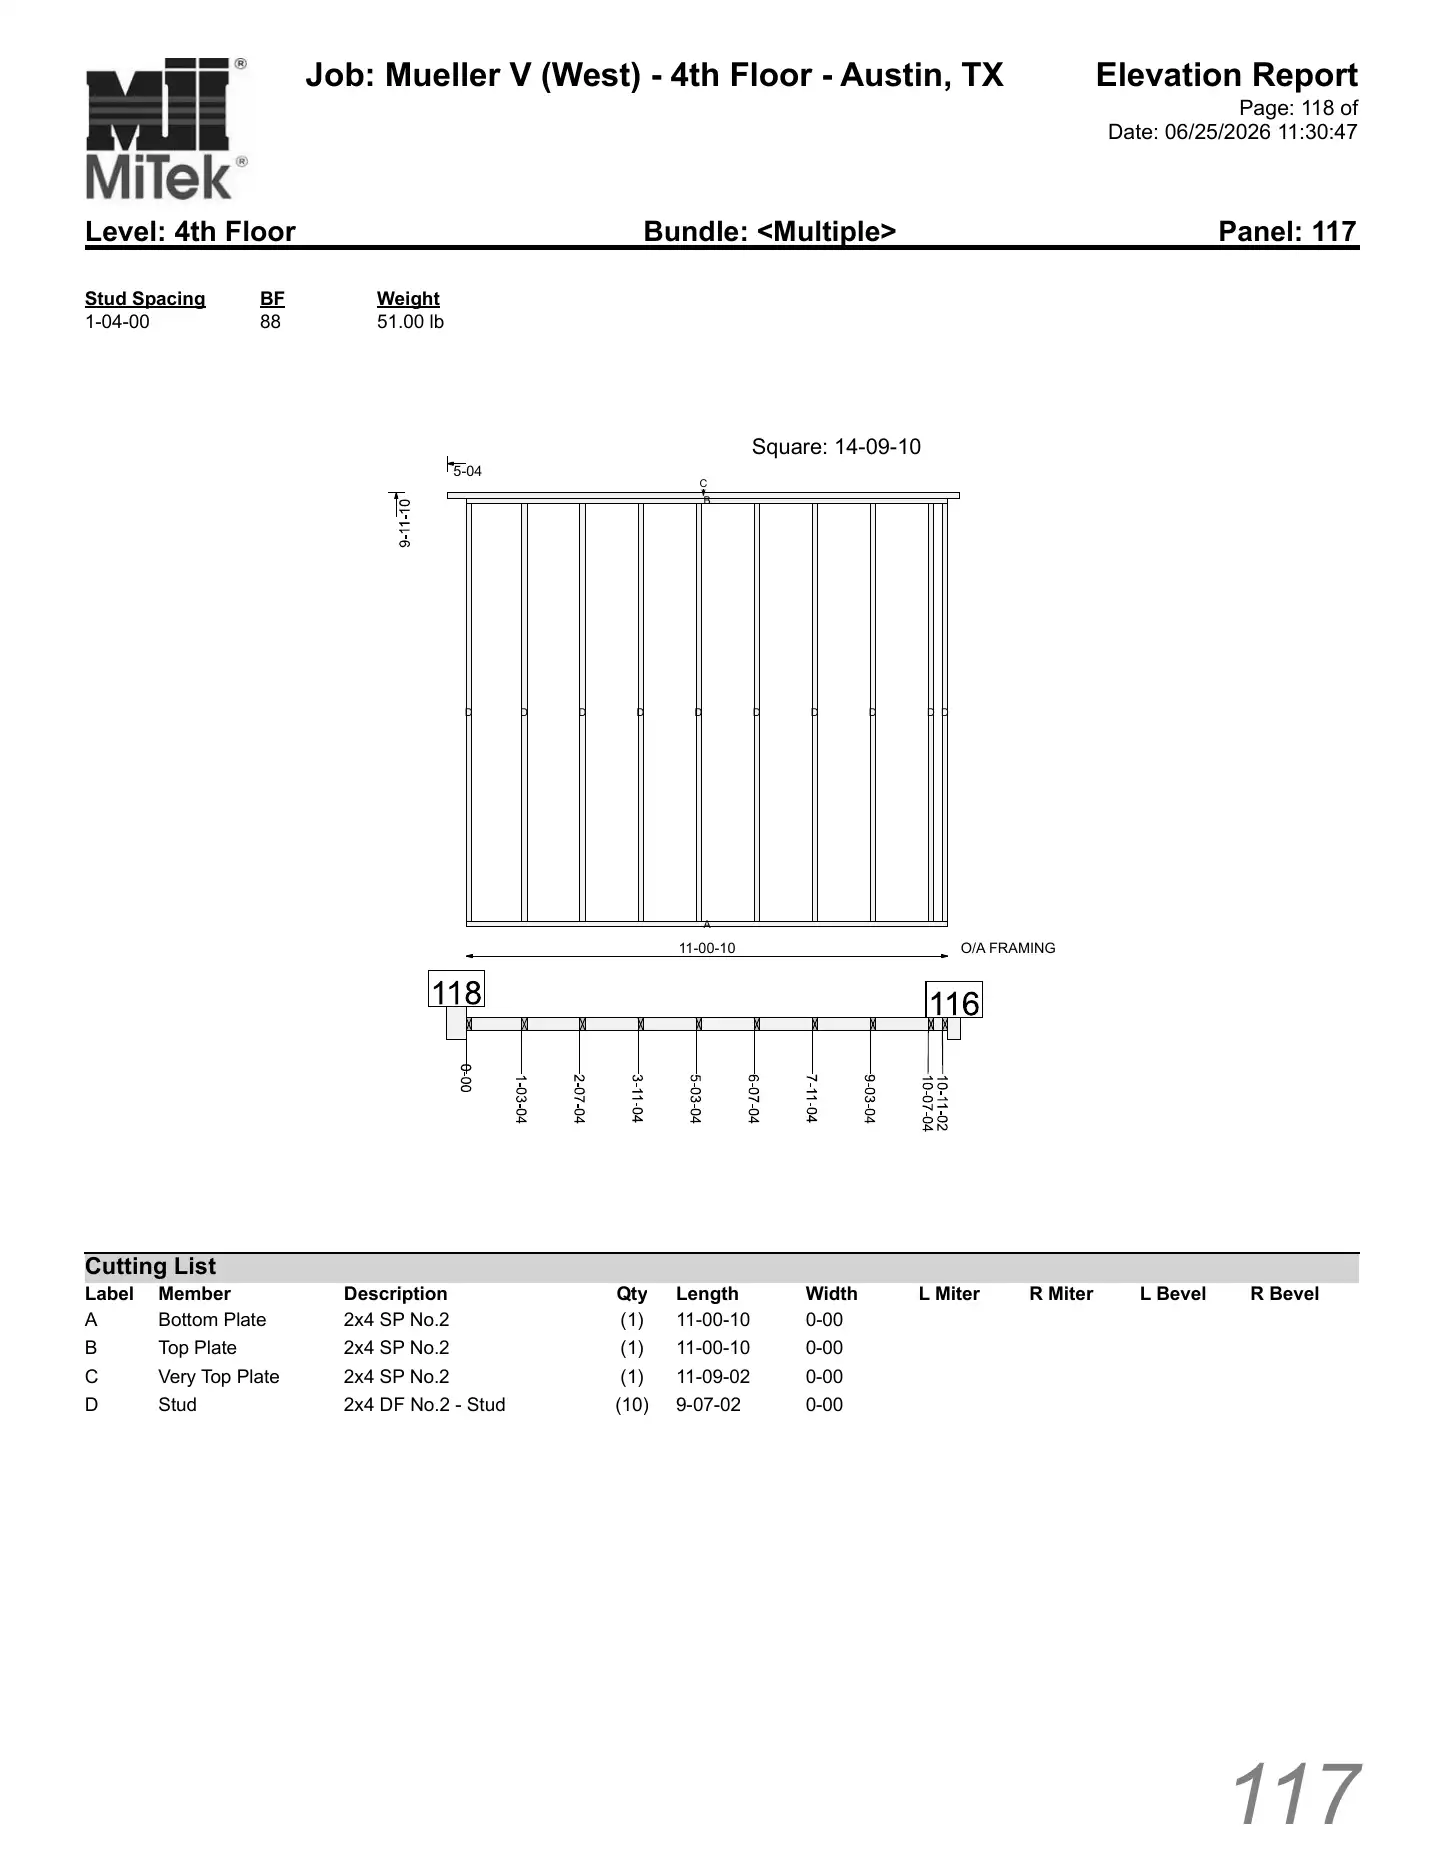 Job: Mueller V (West) - 4th Floor - Austin, TX
Elevation Report
Page: 118 of
Date: 06/25/2026 11:30:47
MiTek®
Level: 4th Floor Bundle: <Multiple> Panel: 117
Stud Spacing BF Weight
1-04-00 88 51.00 lb
Square: 14-09-10
5-04
C
B
9-11-10
D D D D D D D D D D
A
11-00-10 O/A FRAMING
118
116
0-00 1-03-04 2-07-04 3-11-04 5-03-04 6-07-04 7-11-04 9-03-04 10-07-04 10-11-02
Cutting List
Label Member Description Qty Length Width L Miter R Miter L Bevel R Bevel
A Bottom Plate 2x4 SP No.2 (1) 11-00-10 0-00
B Top Plate 2x4 SP No.2 (1) 11-00-10 0-00
C Very Top Plate 2x4 SP No.2 (1) 11-09-02 0-00
D Stud 2x4 DF No.2 - Stud (10) 9-07-02 0-00
117